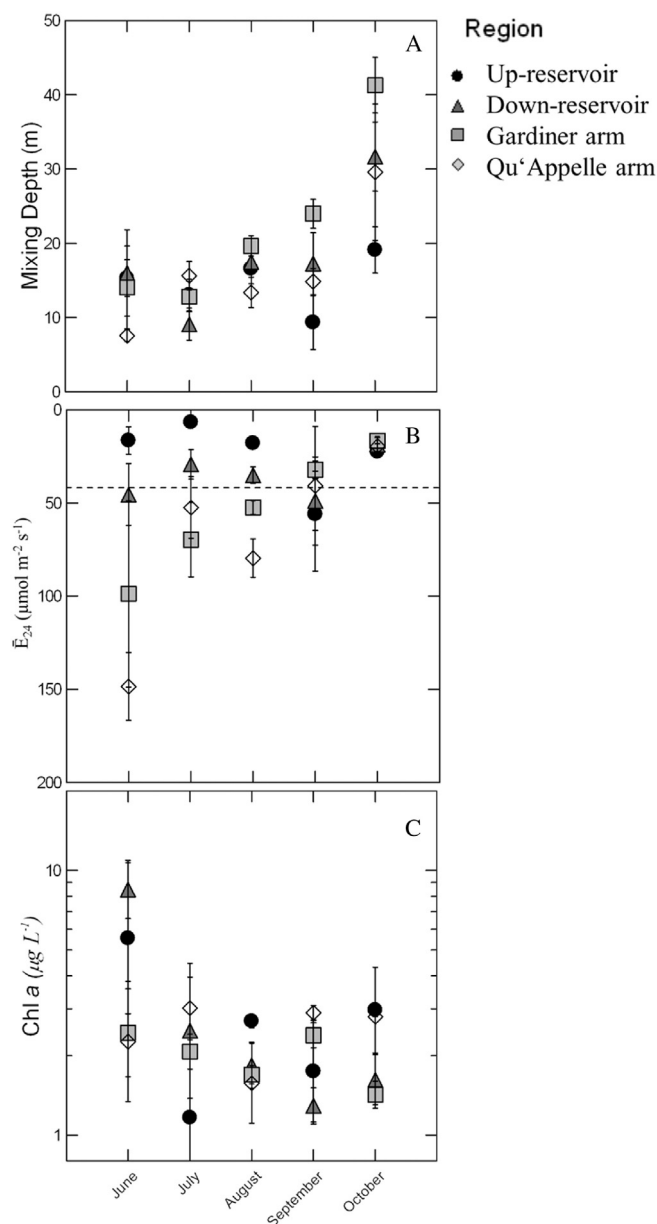 A
Region
Up-reservoir
Down-reservoir
Gardiner arm
Qu‘Appelle arm
Mixing Depth (m)
50
40
30
20
10
0
B
Ē24 (μmol m-2 s-1)
0
50
100
150
200
C
Chl a (μg L-1)
10
1
June
July
August
September
October